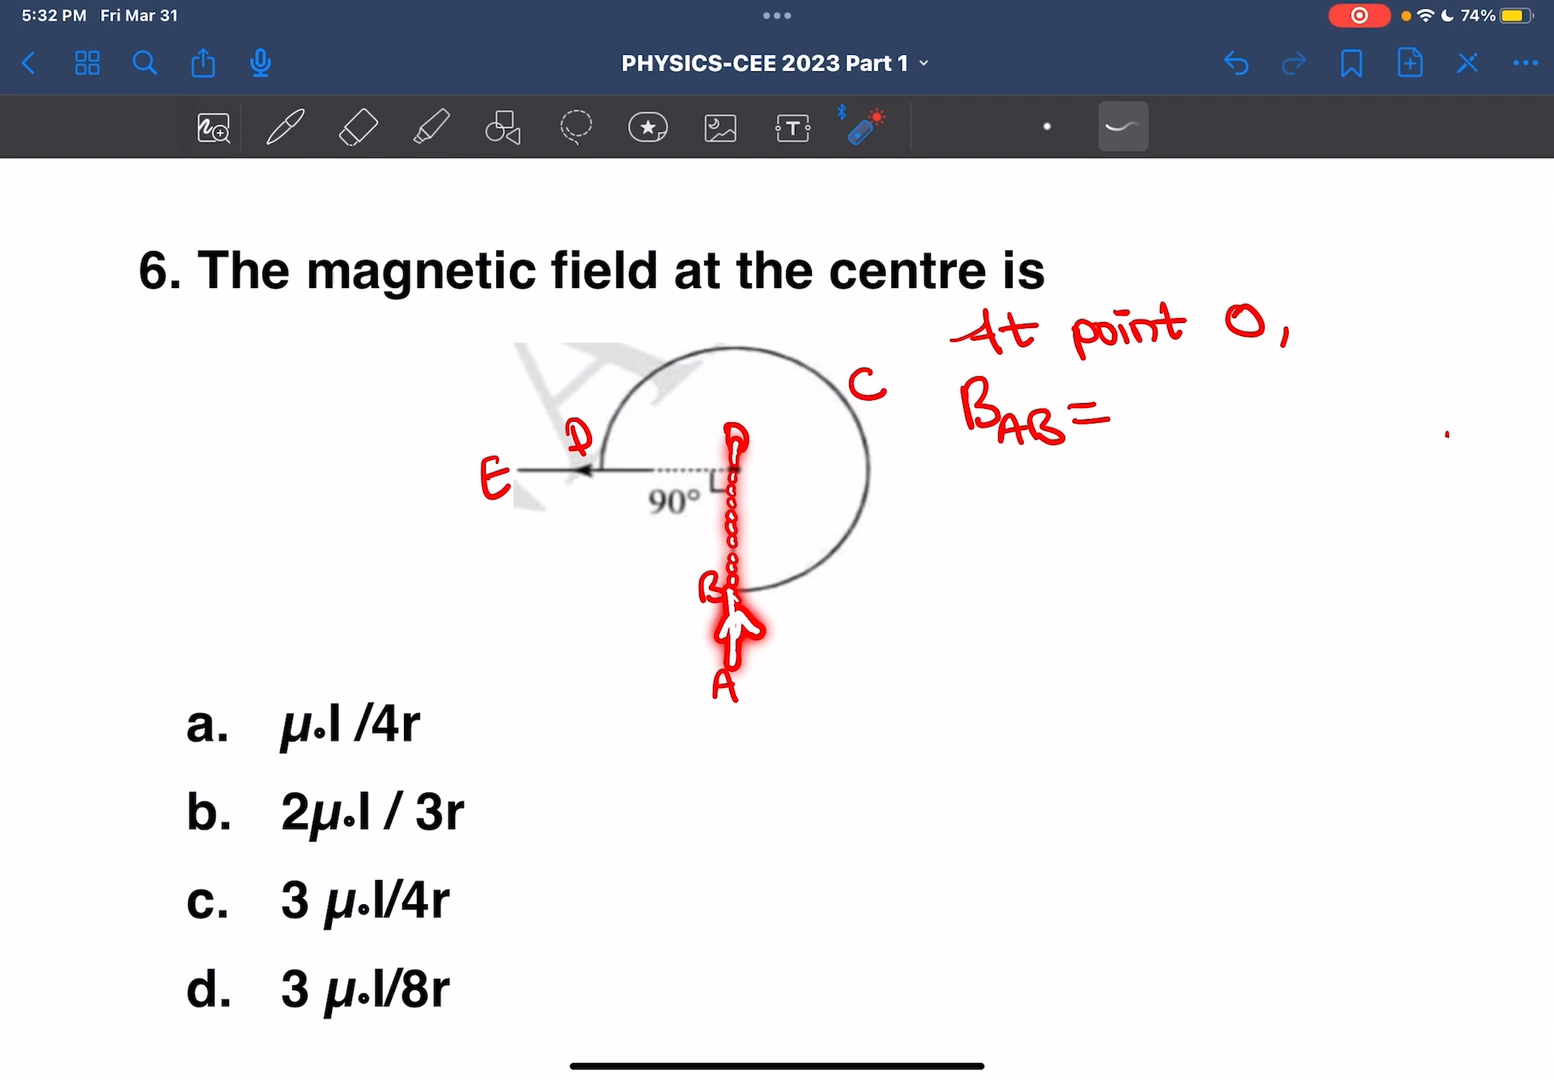 5:32 PM Fri Mar 31
74%
PHYSICS-CEE 2023 Part 1
T
6. The magnetic field at the centre is
At point O,
B_AB =
C
D
E
90°
B
A
a. μ∘I /4r
b. 2μ∘I / 3r
c. 3 μ∘I/4r
d. 3 μ∘I/8r